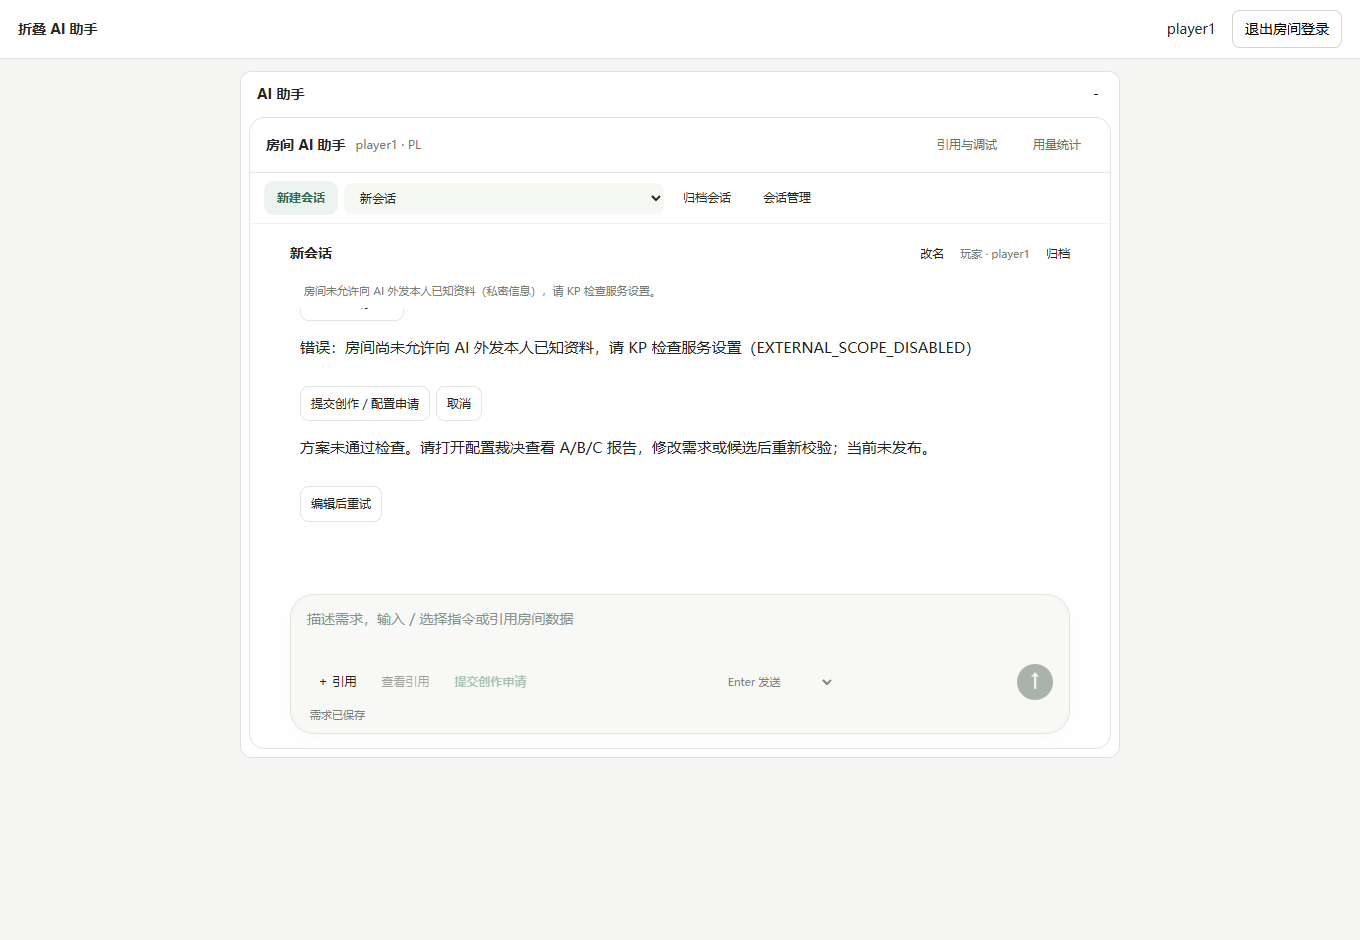 折叠 AI 助手
player1
退出房间登录
AI 助手
-
房间 AI 助手 player1 · PL
引用与调试
用量统计
新建会话
新会话
归档会话
会话管理
新会话
改名 玩家 · player1 归档
房间未允许向 AI 外发本人已知资料（私密信息），请 KP 检查服务设置。
错误：房间尚未允许向 AI 外发本人已知资料，请 KP 检查服务设置（EXTERNAL_SCOPE_DISABLED）
提交创作 / 配置申请
取消
方案未通过检查。请打开配置裁决查看 A/B/C 报告，修改需求或候选后重新校验；当前未发布。
编辑后重试
描述需求，输入 / 选择指令或引用房间数据
+ 引用
查看引用
提交创作申请
Enter 发送
↑
需求已保存